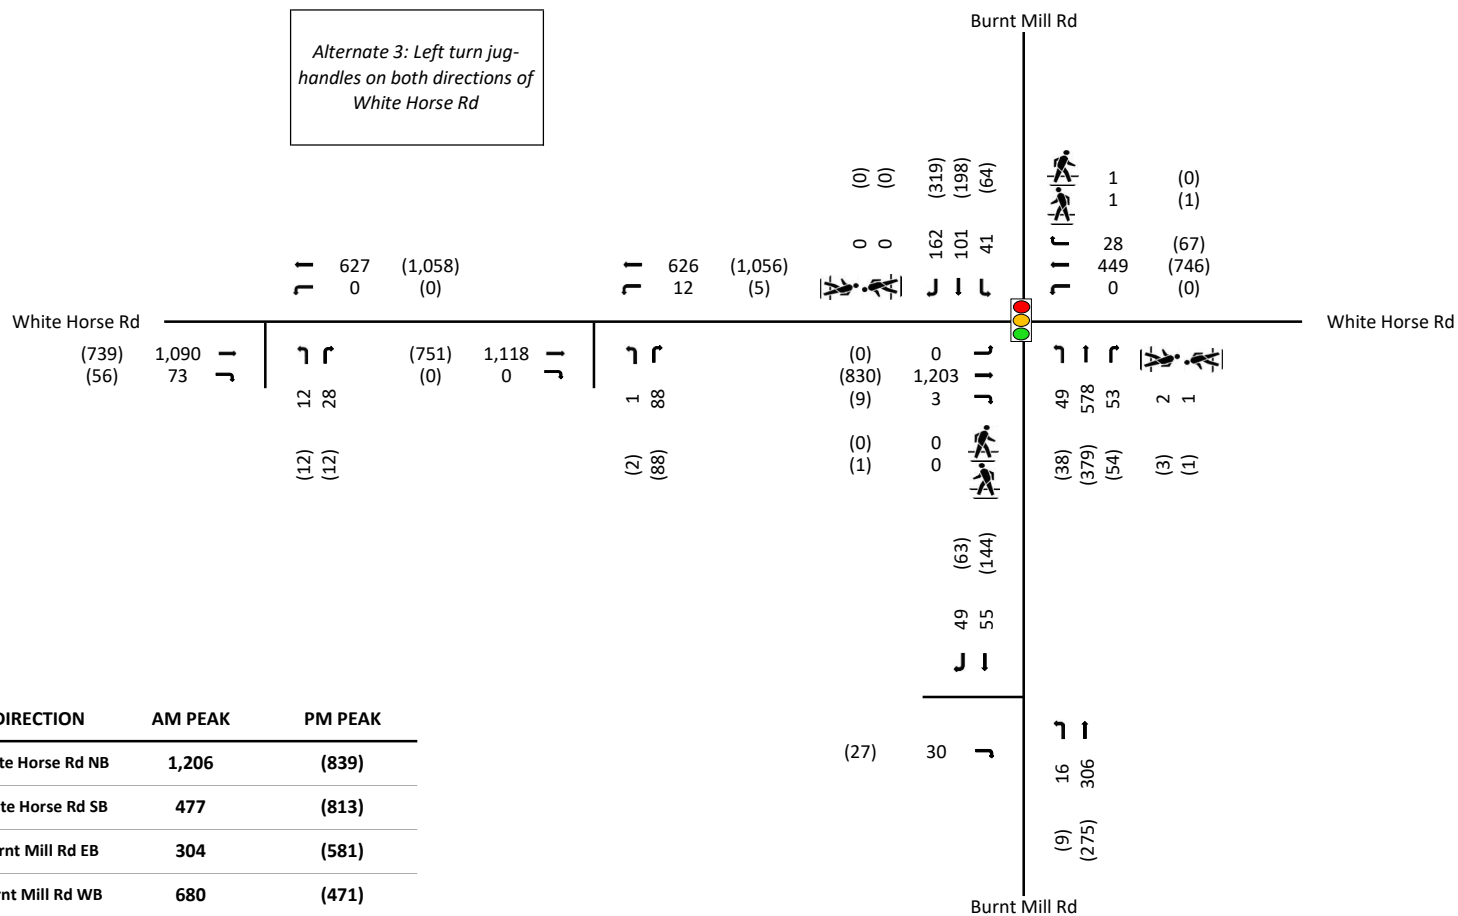 Burnt Mill Rd
Alternate 3: Left turn jug-
handles on both directions of
White Horse Rd
(0) (0) (319) (198) (64)
1 (0)
1 (1)
0 0 162 101 41
28 (67)
449 (746)
0 (0)
627 (1,058)
0 (0)
626 (1,056)
12 (5)
White Horse Rd
White Horse Rd
(739) 1,090
(56) 73
12 28
(12) (12)
(751) 1,118
(0) 0
1 88
(2) (88)
(0) 0
(830) 1,203
(9) 3
(0) 0
(1) 0
49 578 53 2 1
(38) (379) (54) (3) (1)
(63) (144)
49 55
(27) 30
16 306
(9) (275)
DIRECTION AM PEAK PM PEAK
te Horse Rd NB 1,206 (839)
te Horse Rd SB 477 (813)
rnt Mill Rd EB 304 (581)
nt Mill Rd WB 680 (471)
Burnt Mill Rd